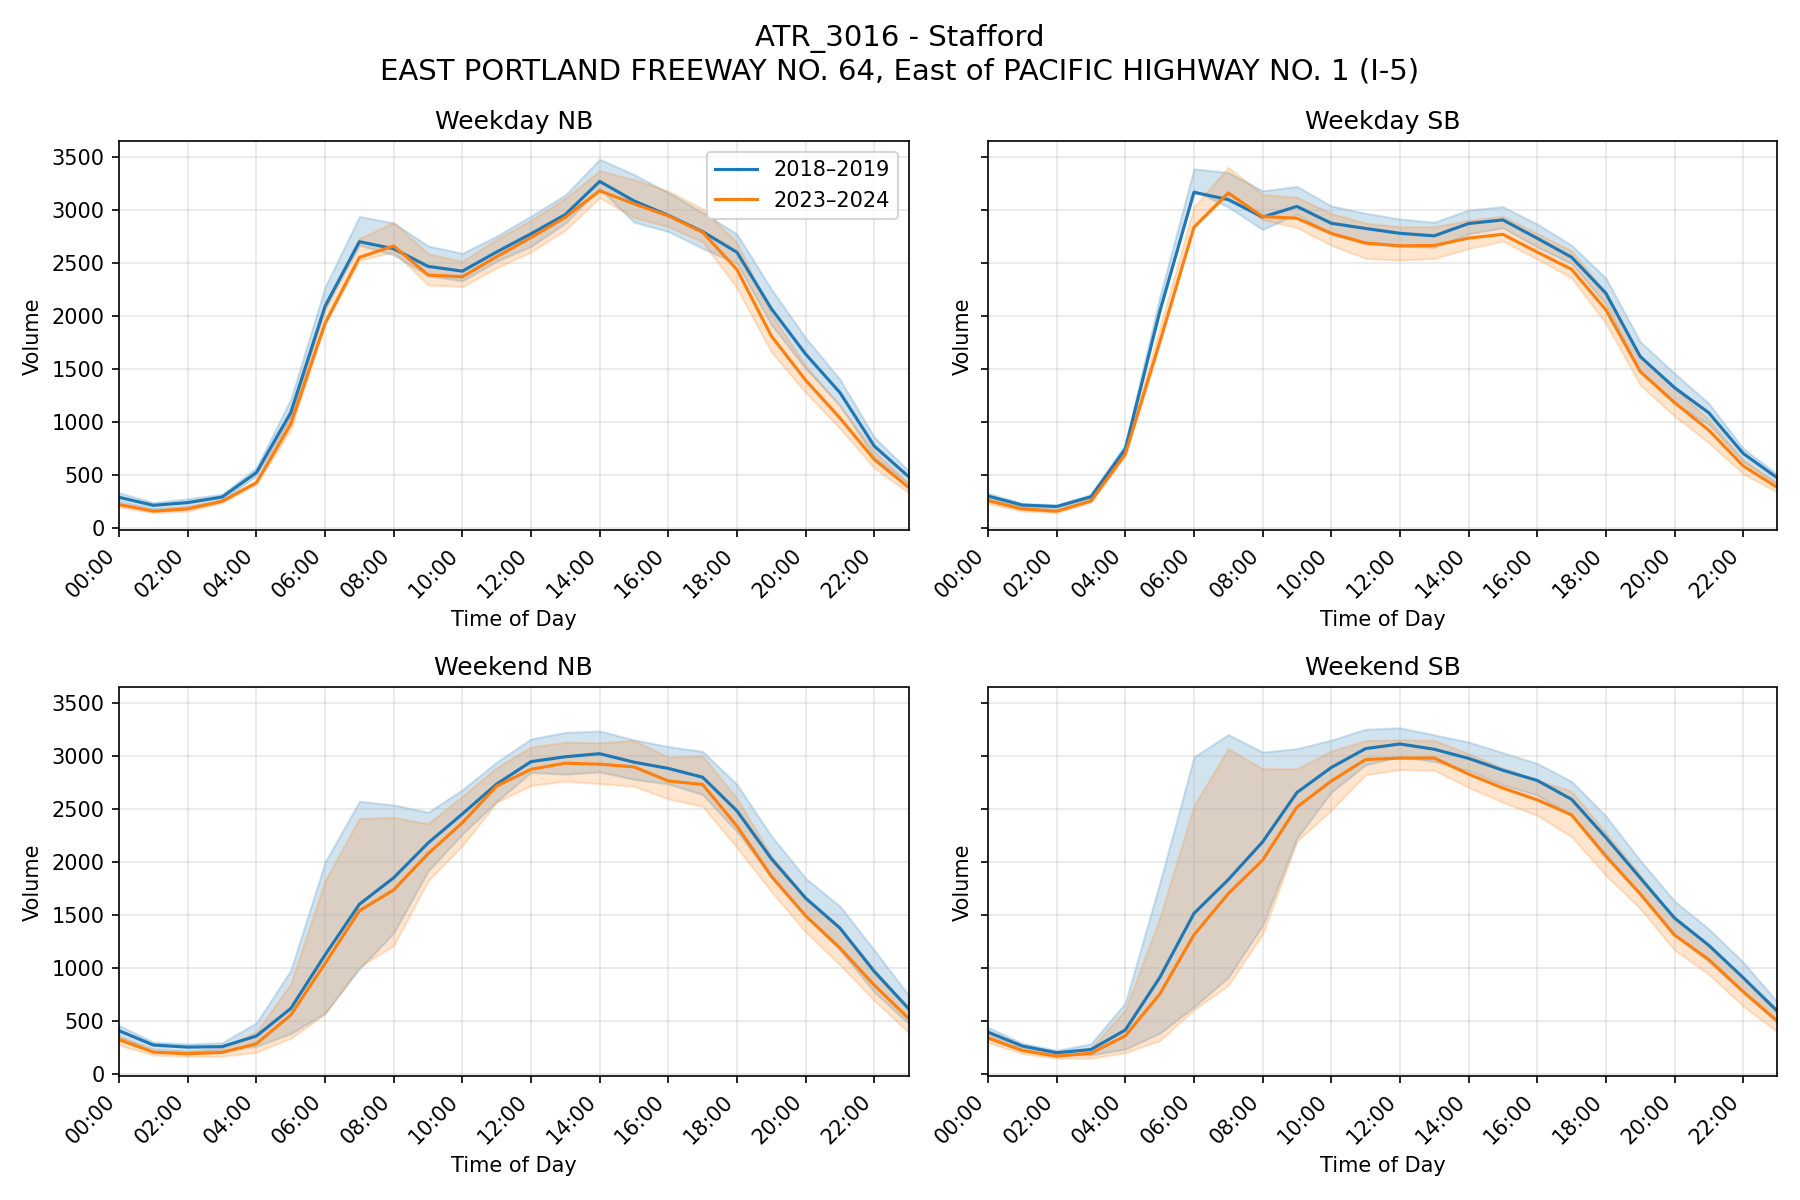 ATR_3016 - Stafford
EAST PORTLAND FREEWAY NO. 64, East of PACIFIC HIGHWAY NO. 1 (I-5)
Weekday NB
3500
3000
2500
2000
1500
1000
500
0
Volume
2018–2019
2023–2024
00:00 02:00 04:00 06:00 08:00 10:00 12:00 14:00 16:00 18:00 20:00 22:00
Time of Day
Weekday SB
Volume
00:00 02:00 04:00 06:00 08:00 10:00 12:00 14:00 16:00 18:00 20:00 22:00
Time of Day
Weekend NB
3500
3000
2500
2000
1500
1000
500
0
Volume
00:00 02:00 04:00 06:00 08:00 10:00 12:00 14:00 16:00 18:00 20:00 22:00
Time of Day
Weekend SB
Volume
00:00 02:00 04:00 06:00 08:00 10:00 12:00 14:00 16:00 18:00 20:00 22:00
Time of Day